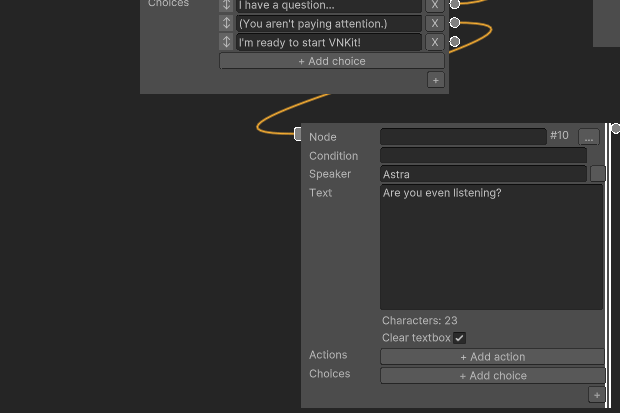 Choices
I have a question...
X
(You aren't paying attention.)
X
I'm ready to start VNKit!
X
+ Add choice
+
Node
#10
...
Condition
Speaker
Astra
Text
Are you even listening?
Characters: 23
Clear textbox
Actions
+ Add action
Choices
+ Add choice
+